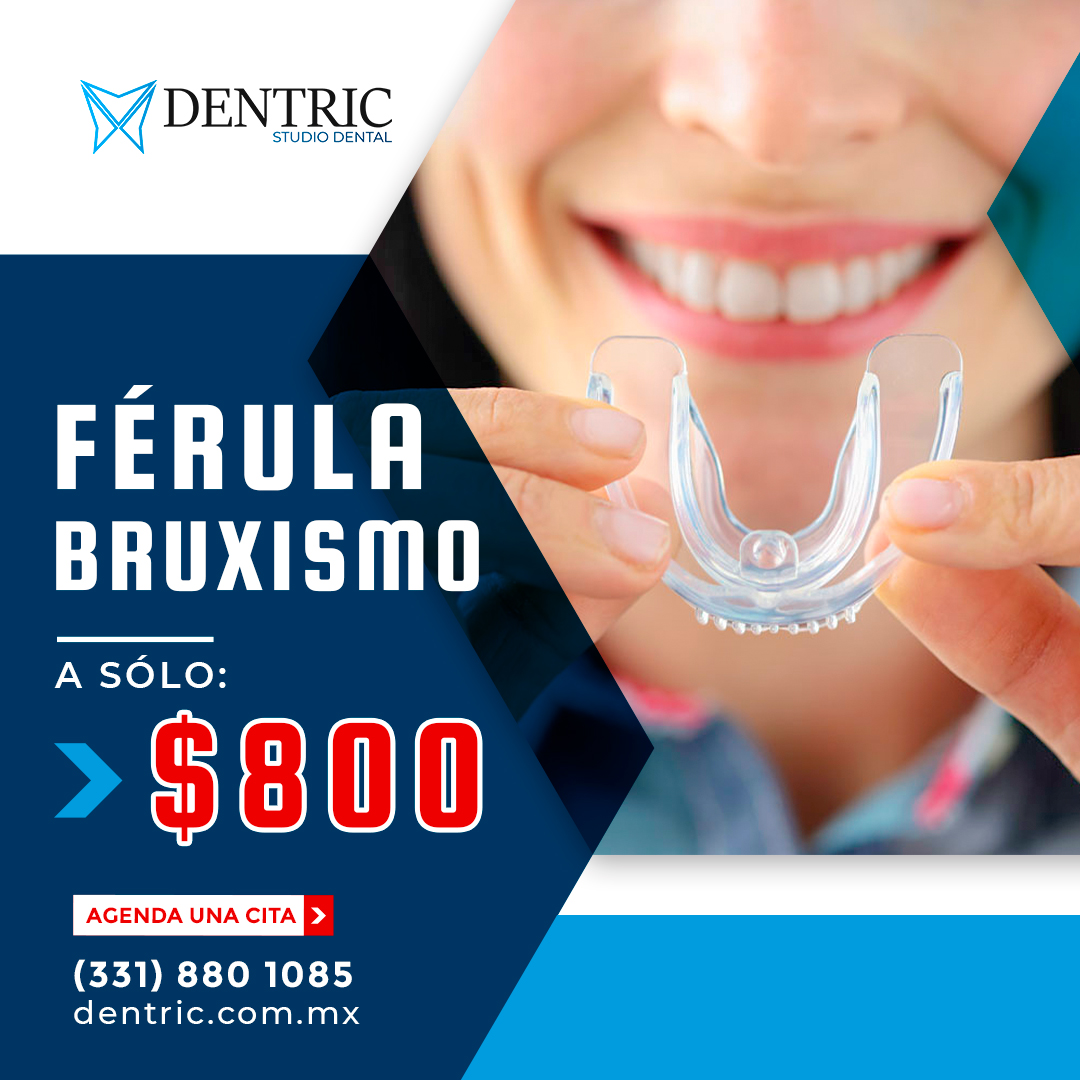 DENTRIC
STUDIO DENTAL
FÉRULA
BRUXISMO
A SÓLO:
$800
AGENDA UNA CITA
(331) 880 1085
dentric.com.mx